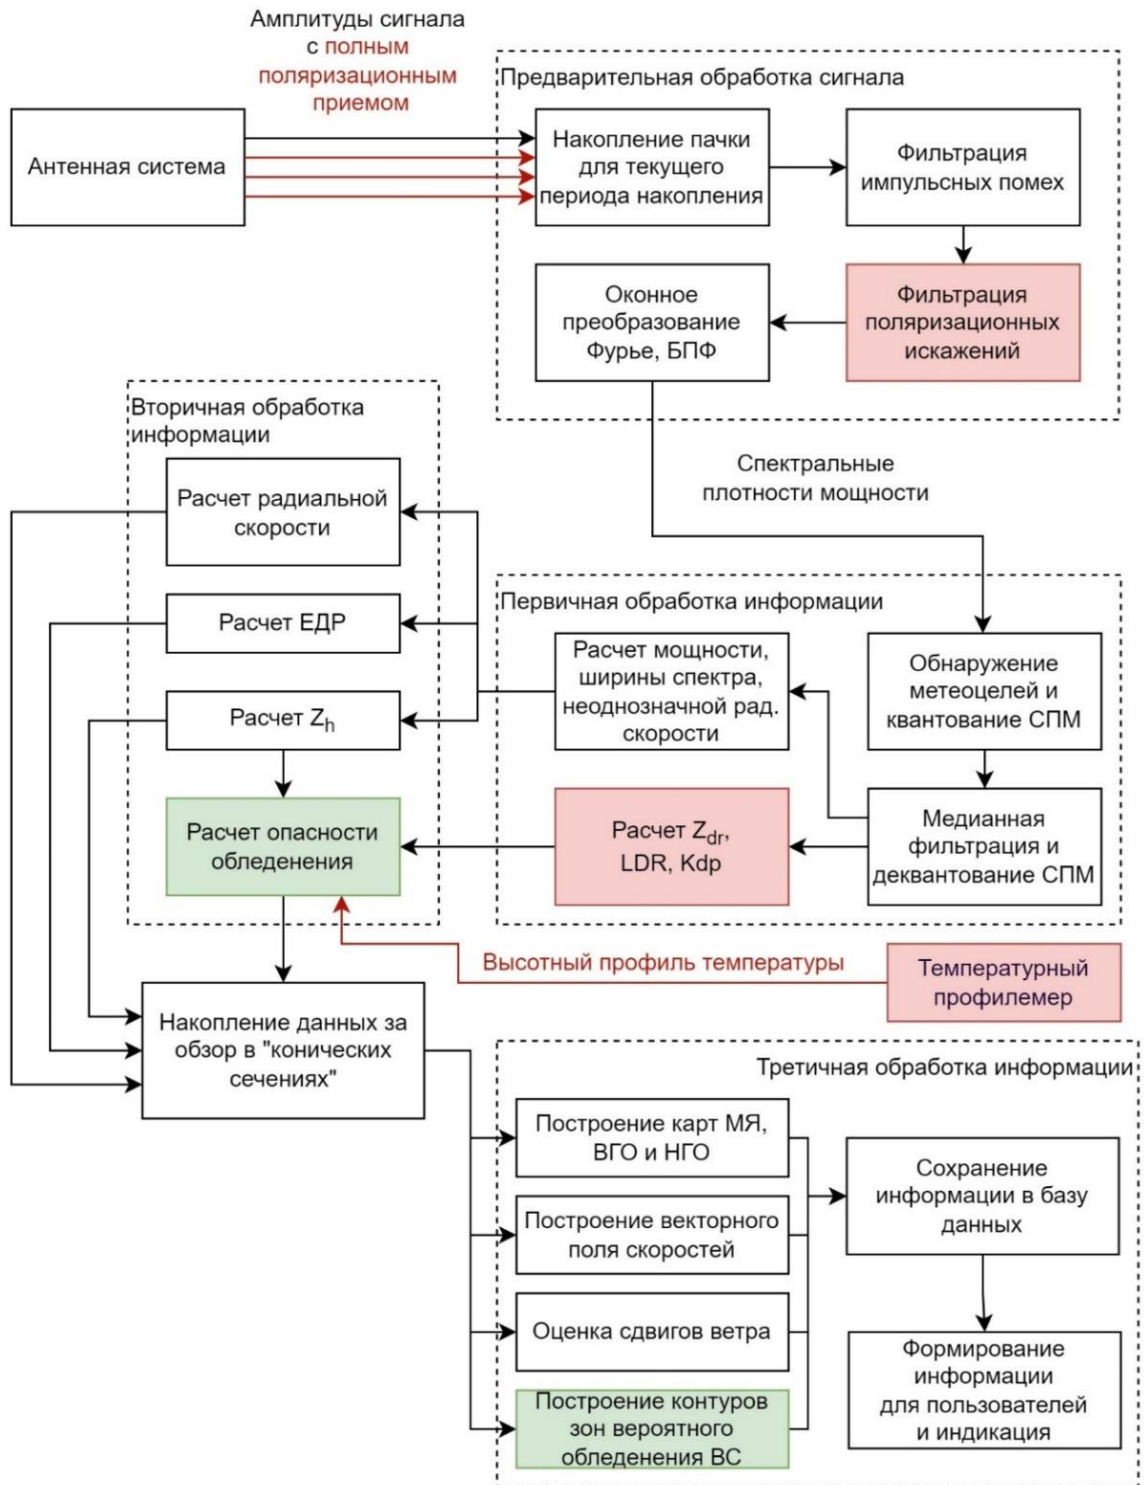 Амплитуды сигнала
с полным
поляризационным
приемом
Антенная система
Предварительная обработка сигнала
Накопление пачки
для текущего
периода накопления
Фильтрация
импульсных помех
Оконное
преобразование
Фурье, БПФ
Фильтрация
поляризационных
искажений
Вторичная обработка
информации
Расчет радиальной
скорости
Спектральные
плотности мощности
Расчет ЕДР
Расчет Zh
Расчет опасности
обледенения
Первичная обработка информации
Расчет мощности,
ширины спектра,
неоднозначной рад.
скорости
Обнаружение
метеоцелей и
квантование СПМ
Расчет Zdr,
LDR, Kdp
Медианная
фильтрация и
деквантование СПМ
Высотный профиль температуры
Температурный
профилемер
Накопление данных за
обзор в "конических
сечениях"
Третичная обработка информации
Построение карт МЯ,
ВГО и НГО
Построение векторного
поля скоростей
Оценка сдвигов ветра
Построение контуров
зон вероятного
обледенения ВС
Сохранение
информации в базу
данных
Формирование
информации
для пользователей
и индикация